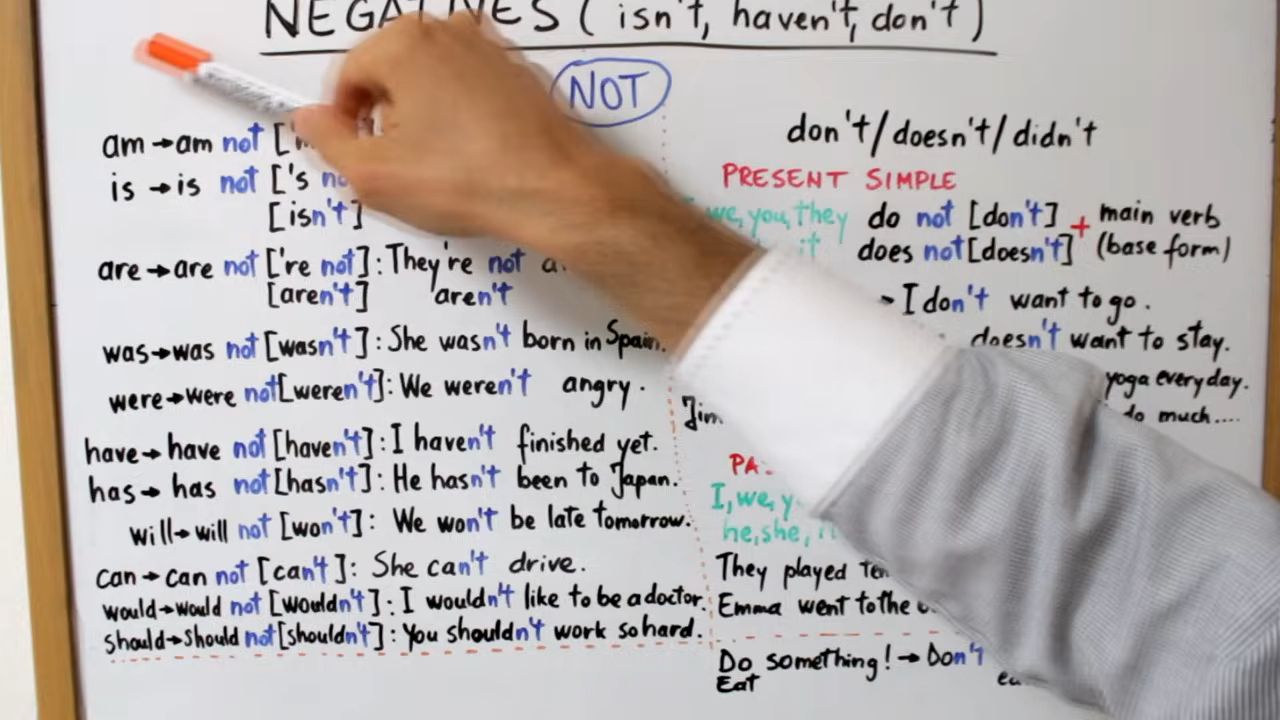 NEGATIVES (isn't, haven't, don't)
NOT
am→am not ['m
is →is not ['s no
[isn't]
are→are not ['re not]: They're not a
[aren't] aren't
was→was not [wasn't]: She wasn't born in Spain.
were→were not[weren't]: We weren't angry.
have→have not [haven't]: I haven't finished yet.
has→ has not[hasn't]: He hasn't been to Japan.
will→will not [won't]: We won't be late tomorrow.
can→can not [can't]: She can't drive.
would→would not [wouldn't]: I wouldn't like to be a doctor.
should→should not[shouldn't]: You shouldn't work so hard.
don't/doesn't/didn't
PRESENT SIMPLE
we, you, they do not [don't] + main verb
it does not[doesn't] (base form)
I don't want to go.
doesn't want to stay.
yoga everyday.
Jim do much....
PA
I, we, y
he, she, i
They played ten
Emma went to the
Do something! → Don't
Eat ea